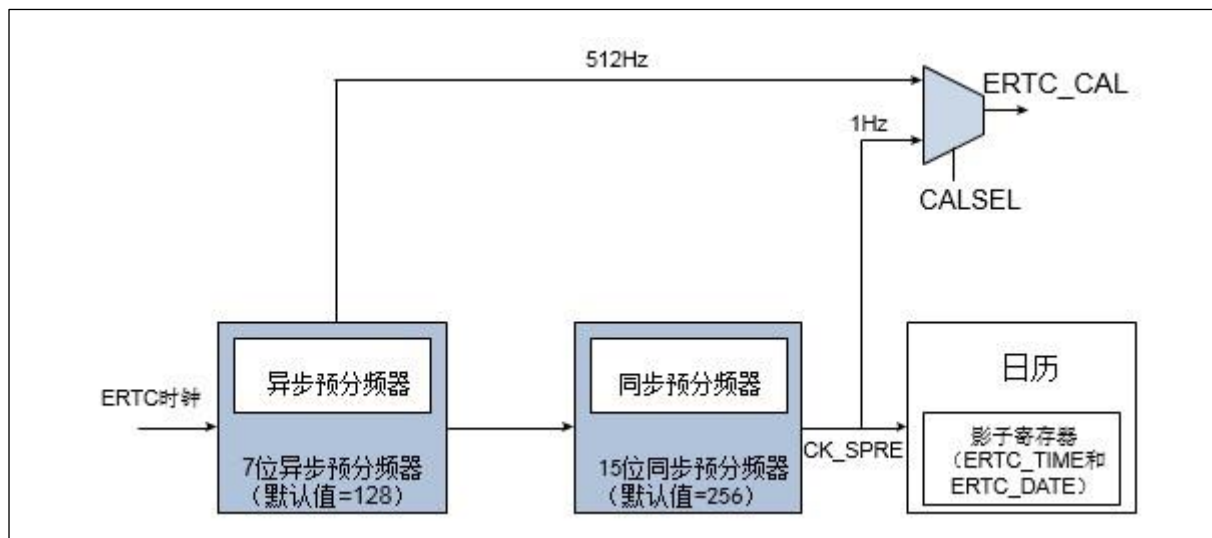 512Hz
ERTC_CAL
1Hz
CALSEL
ERTC时钟
异步预分频器
7位异步预分频器
（默认值=128）
同步预分频器
15位同步预分频器
（默认值=256）
CK_SPRE
日历
影子寄存器
（ERTC_TIME和
ERTC_DATE）